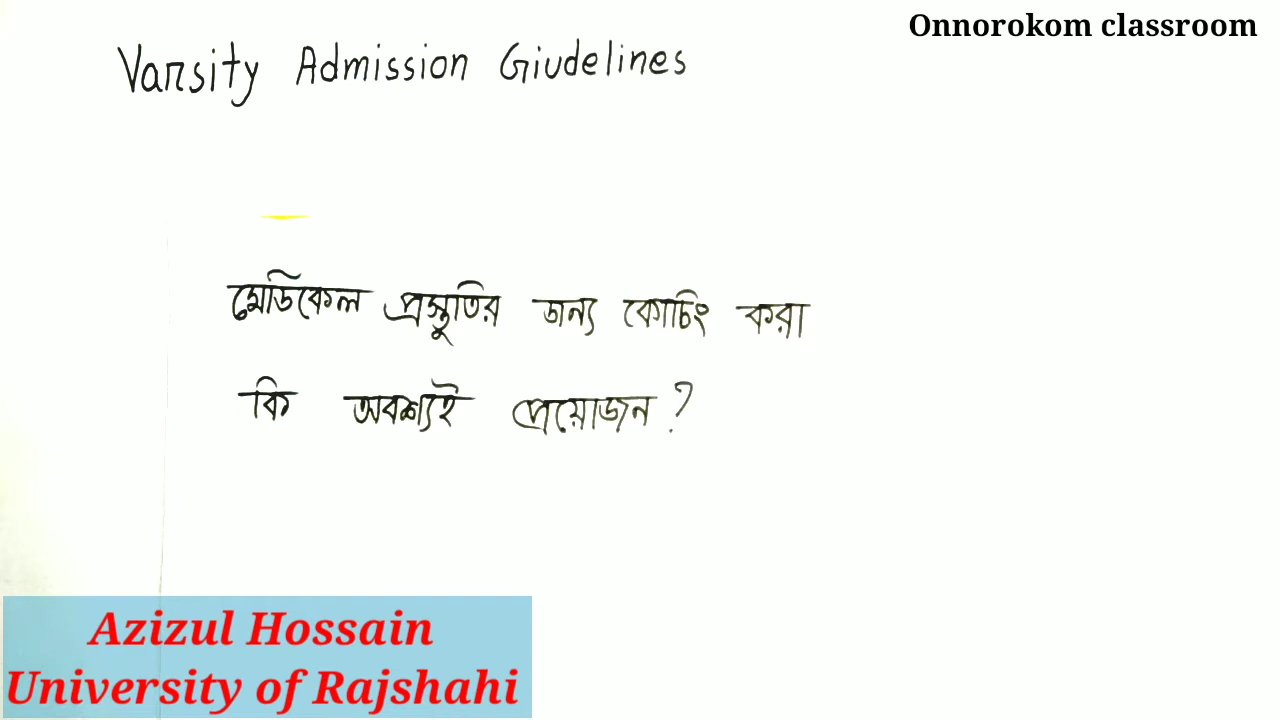 Onnorokom classroom
Varsity Admission Giudelines
মেডিকেল প্রস্তুতির জন্য কোচিং করা
কি অবশ্যই প্রয়োজন ?
Azizul Hossain
University of Rajshahi